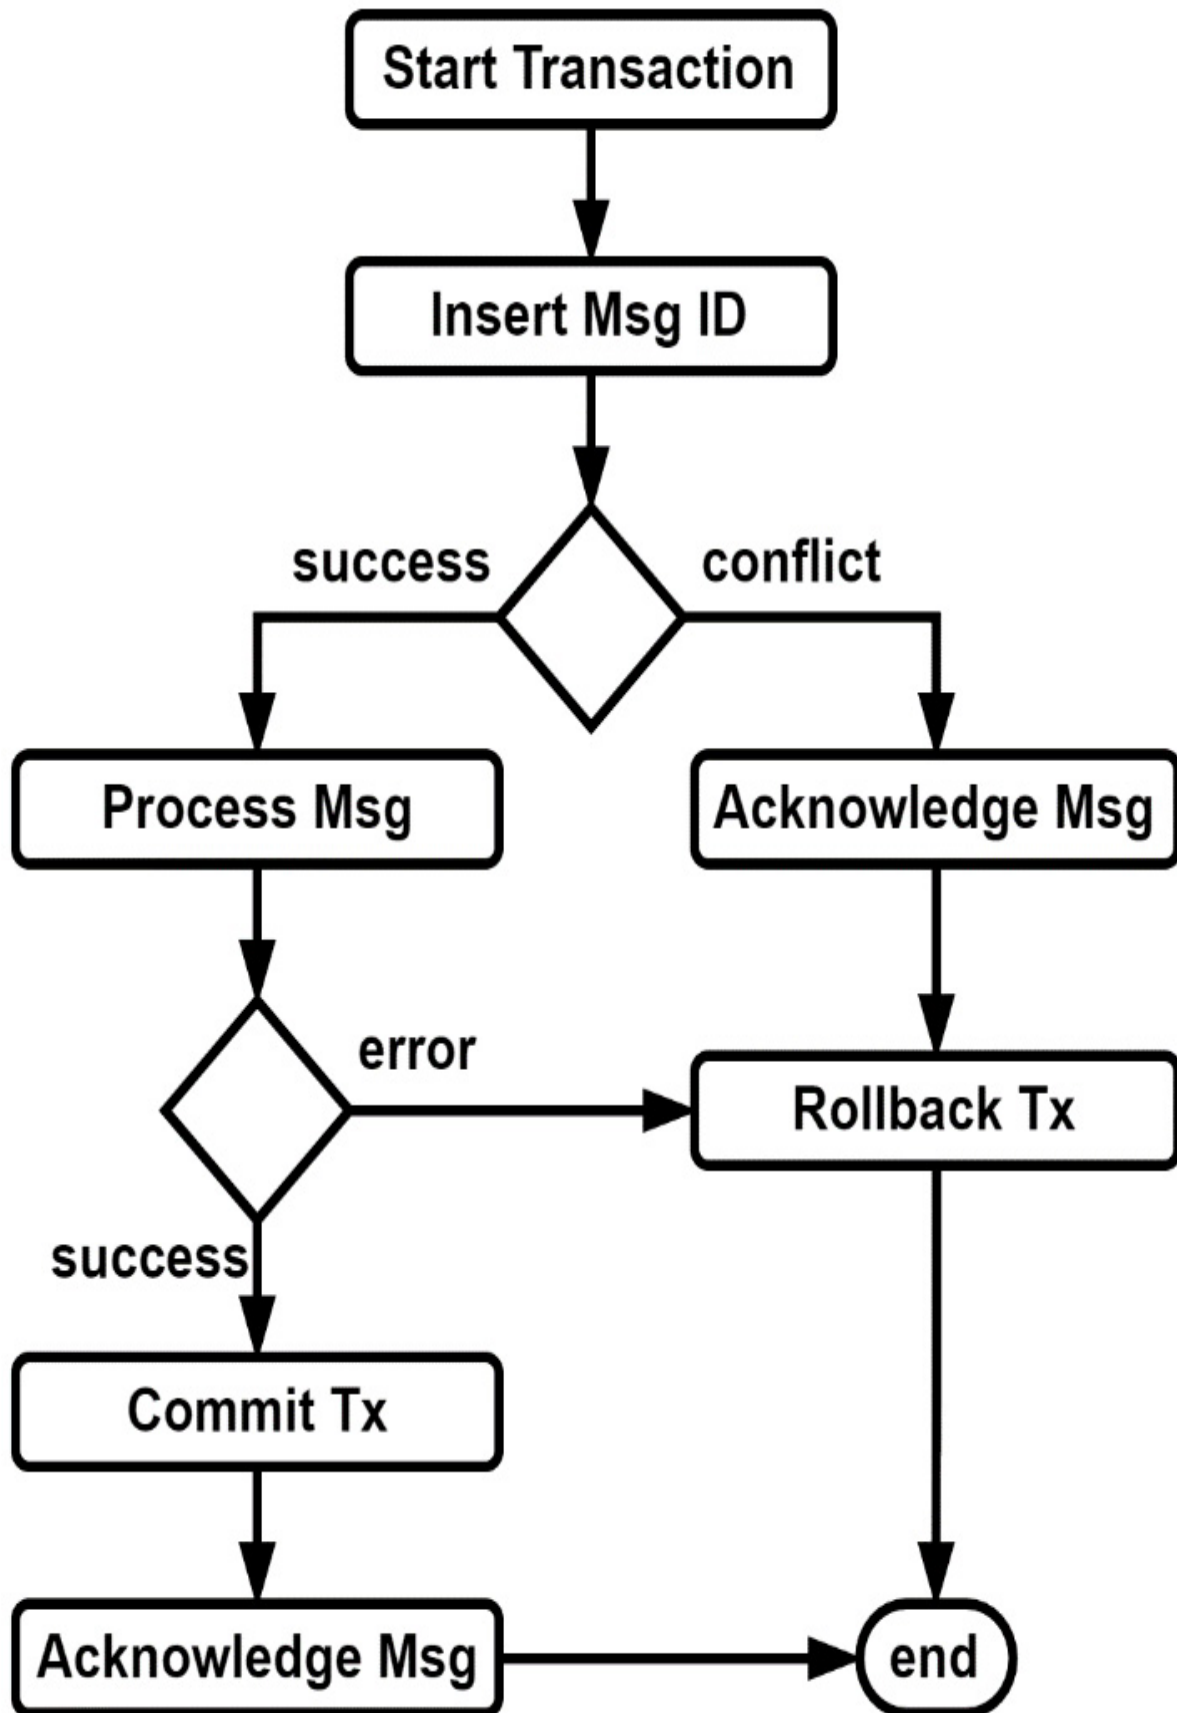 Start Transaction
Insert Msg ID
success
conflict
Process Msg
Acknowledge Msg
error
Rollback Tx
success
Commit Tx
Acknowledge Msg
end